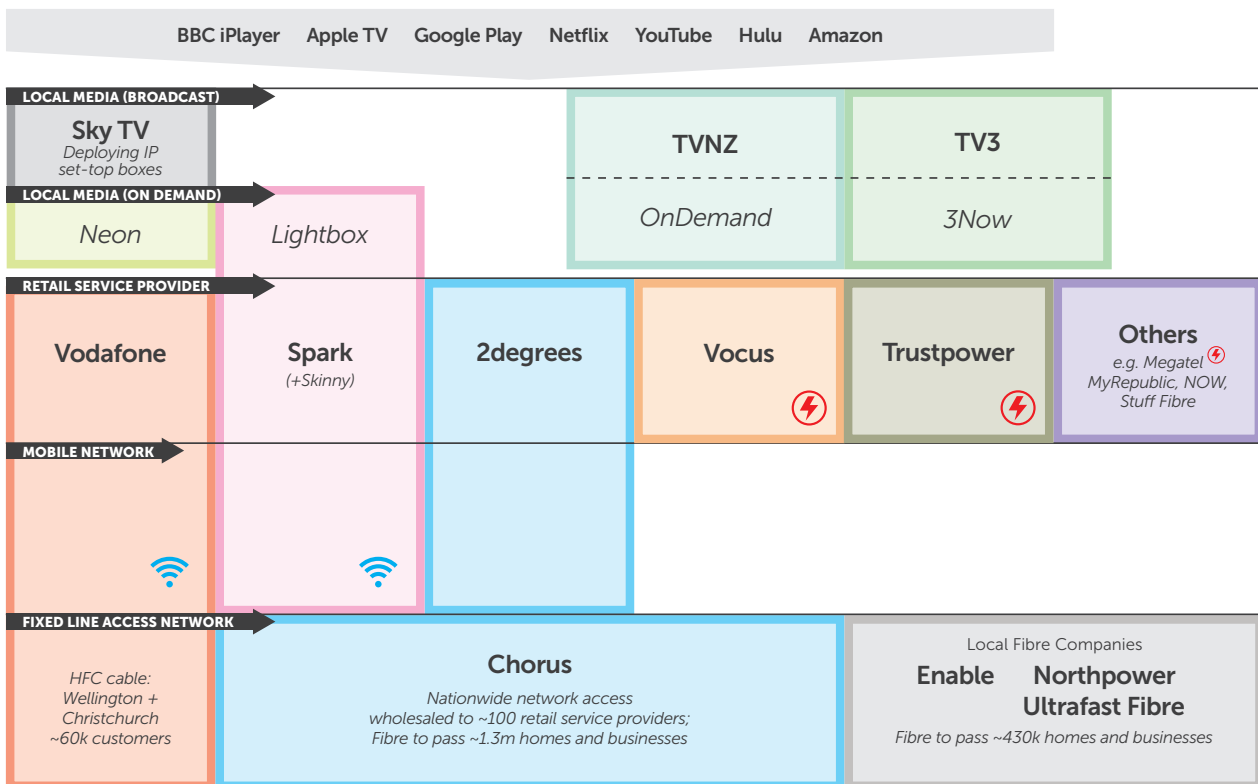 BBC iPlayer Apple TV Google Play Netflix YouTube Hulu Amazon
LOCAL MEDIA (BROADCAST)
Sky TV
Deploying IP
set-top boxes
TVNZ
TV3
LOCAL MEDIA (ON DEMAND)
Neon
Lightbox
OnDemand
3Now
RETAIL SERVICE PROVIDER
Vodafone
Spark
(+Skinny)
2degrees
Vocus
Trustpower
Others
e.g. Megatel
MyRepublic, NOW,
Stuff Fibre
MOBILE NETWORK
FIXED LINE ACCESS NETWORK
HFC cable:
Wellington +
Christchurch
~60k customers
Chorus
Nationwide network access
wholesaled to ~100 retail service providers;
Fibre to pass ~1.3m homes and businesses
Local Fibre Companies
Enable Northpower
Ultrafast Fibre
Fibre to pass ~430k homes and businesses